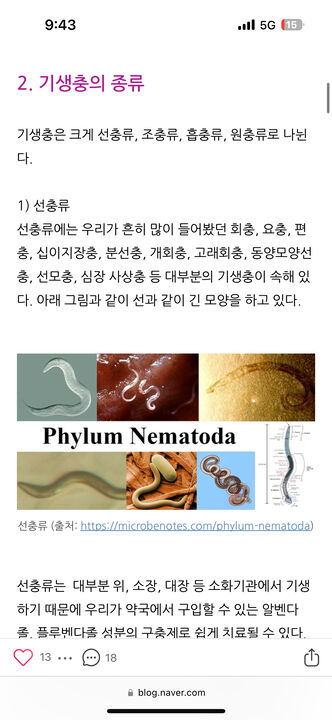 9:43
5G
15
2. 기생충의 종류
기생충은 크게 선충류, 조충류, 흡충류, 원충류로 나뉜
다.
1) 선충류
선충류에는 우리가 흔히 많이 들어봤던 회충, 요충, 편
충, 십이지장충, 분선충, 개회충, 고래회충, 동양모양선
충, 선모충, 심장 사상충 등 대부분의 기생충이 속해 있
다. 아래 그림과 같이 선과 같이 긴 모양을 하고 있다.
Phylum Nematoda
선충류 (출처: https://microbenotes.com/phylum-nematoda)
선충류는 대부분 위, 소장, 대장 등 소화기관에서 기생
하기 때문에 우리가 약국에서 구입할 수 있는 알벤다
졸, 플루벤다졸 성분의 구충제로 쉽게 치료될 수 있다.
13
18
blog.naver.com